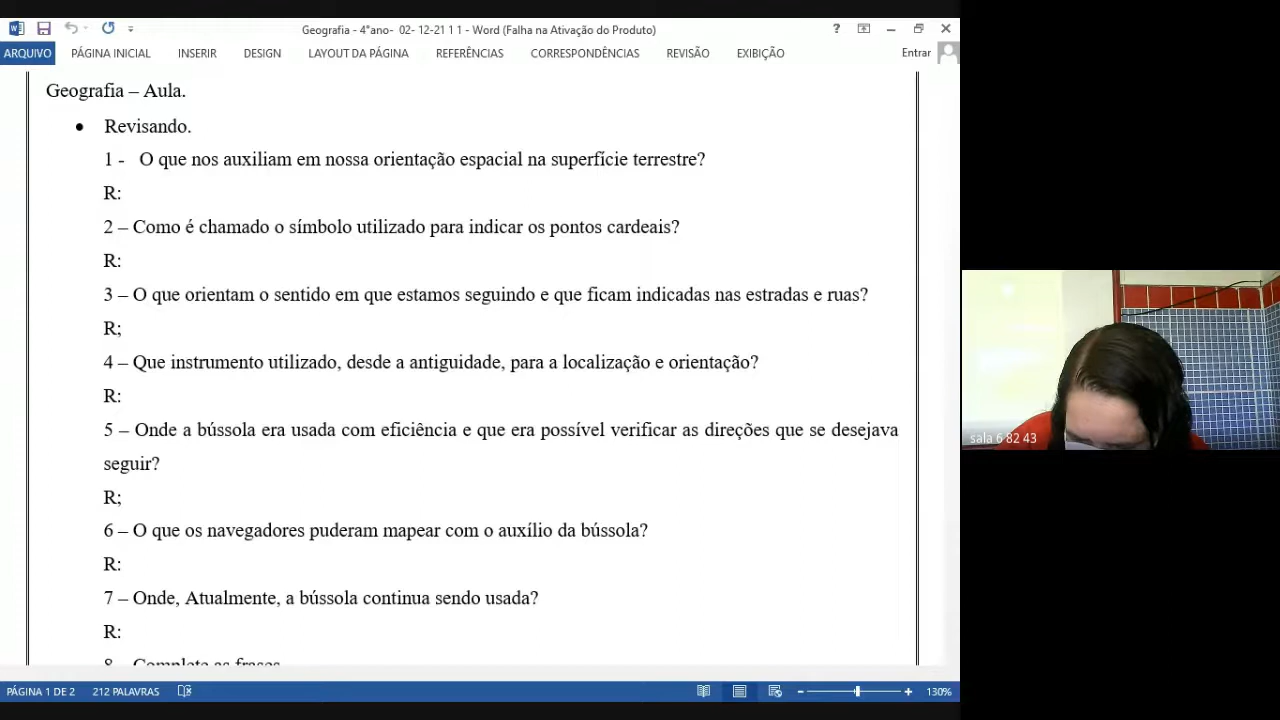 Geografia - 4°ano- 02- 12-21 1 1 - Word (Falha na Ativação do Produto)
?
ARQUIVO PÁGINA INICIAL INSERIR DESIGN LAYOUT DA PÁGINA REFERÊNCIAS CORRESPONDÊNCIAS REVISÃO EXIBIÇÃO Entrar
Geografia – Aula.
• Revisando.
1 - O que nos auxiliam em nossa orientação espacial na superfície terrestre?
R:
2 – Como é chamado o símbolo utilizado para indicar os pontos cardeais?
R:
3 – O que orientam o sentido em que estamos seguindo e que ficam indicadas nas estradas e ruas?
R;
4 – Que instrumento utilizado, desde a antiguidade, para a localização e orientação?
R:
5 – Onde a bússola era usada com eficiência e que era possível verificar as direções que se desejava
seguir?
R;
6 – O que os navegadores puderam mapear com o auxílio da bússola?
R:
7 – Onde, Atualmente, a bússola continua sendo usada?
R:
8 – Complete as frases
PÁGINA 1 DE 2 212 PALAVRAS 130%
sala 6 82 43